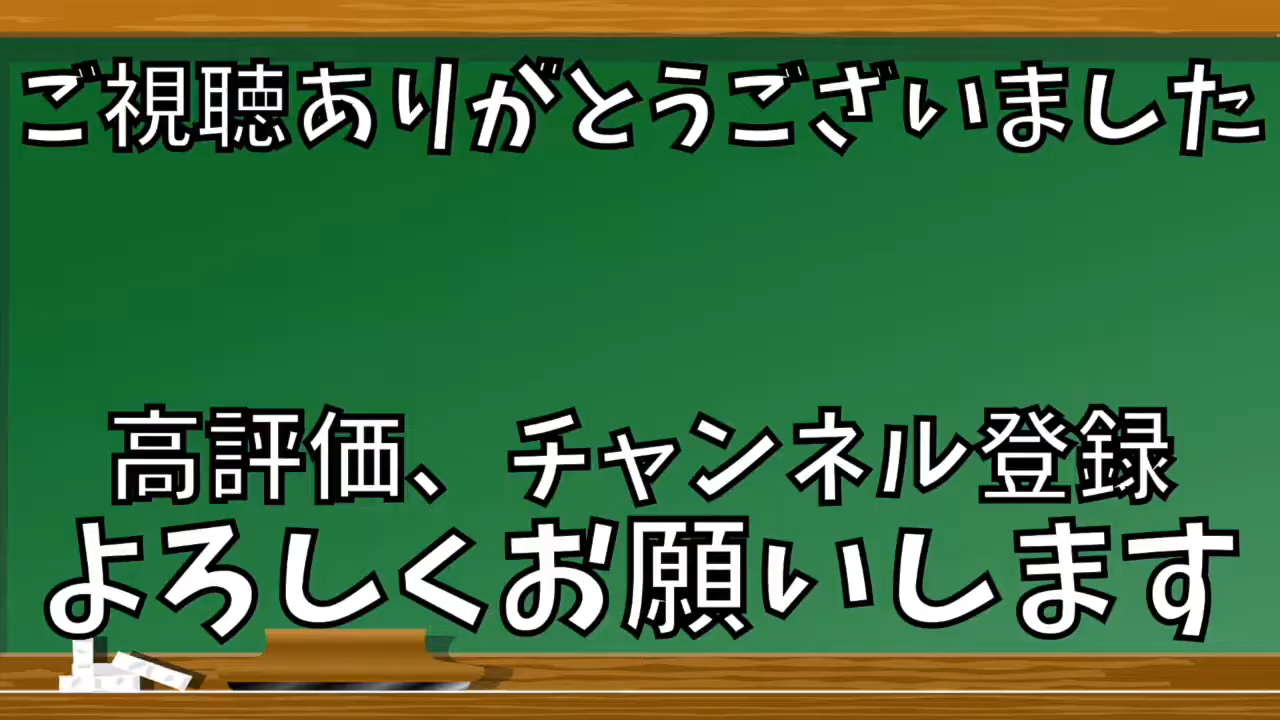 ご視聴ありがとうございました
高評価、チャンネル登録
よろしくお願いします